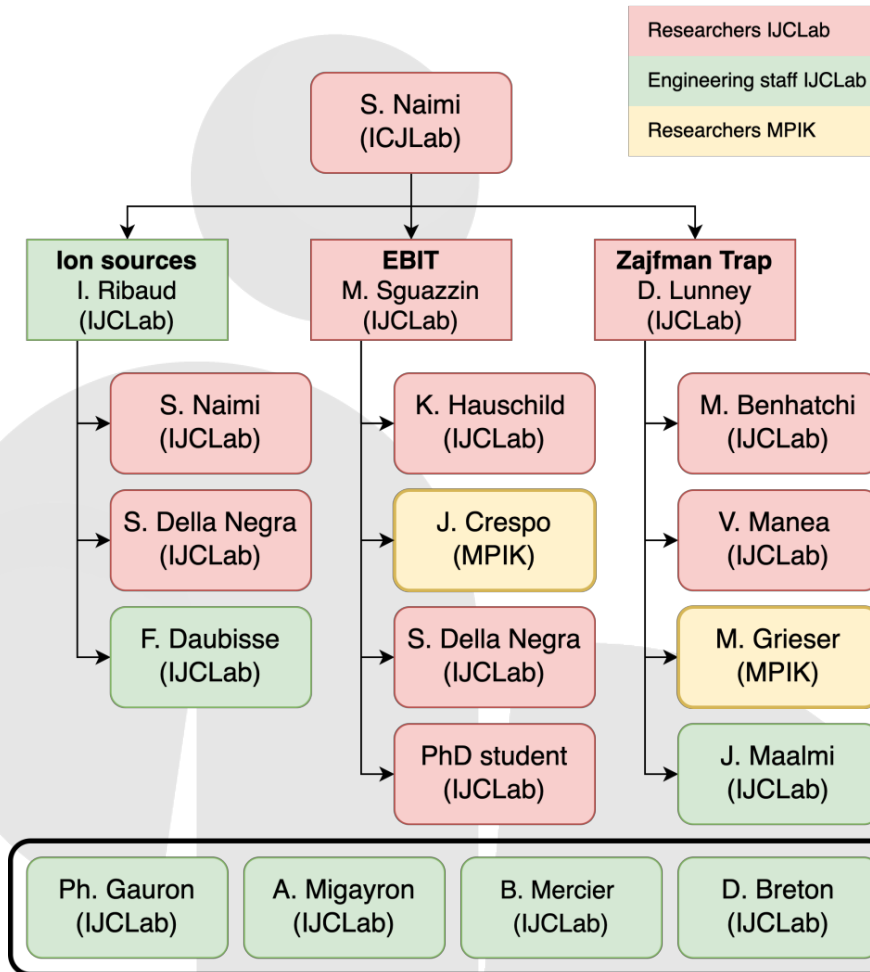 Researchers IJCLab
Engineering staff IJCLab
Researchers MPIK
S. Naimi
(ICJLab)
Ion sources
I. Ribaud
(IJCLab)
EBIT
M. Sguazzin
(IJCLab)
Zajfman Trap
D. Lunney
(IJCLab)
S. Naimi
(IJCLab)
S. Della Negra
(IJCLab)
F. Daubisse
(IJCLab)
K. Hauschild
(IJCLab)
J. Crespo
(MPIK)
S. Della Negra
(IJCLab)
PhD student
(IJCLab)
M. Benhatchi
(IJCLab)
V. Manea
(IJCLab)
M. Grieser
(MPIK)
J. Maalmi
(IJCLab)
Ph. Gauron
(IJCLab)
A. Migayron
(IJCLab)
B. Mercier
(IJCLab)
D. Breton
(IJCLab)